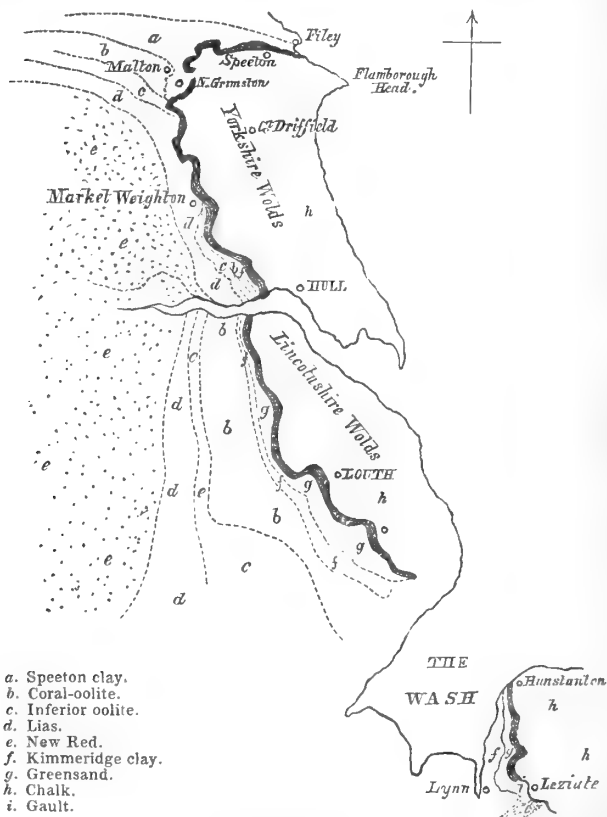 a
Filey
b
Speeton
Malton
N. Grimston
Flamborough
Head.
c
d
Gt. Driffield
e
Yorkshire Wolds
Market Weighton
h
d
e
c b f
d
HULL
b
e
c
f
Lincolnshire Wolds
g
d
b
e
LOUTH
f
g
h
d
e
b
g
f
e
c
d
THE
WASH
Hunstanton
h
f
g
h
Lynn
Leziate
a. Speeton clay.
b. Coral-oolite.
c. Inferior oolite.
d. Lias.
e. New Red.
f. Kimmeridge clay.
g. Greensand.
h. Chalk.
i. Gault.